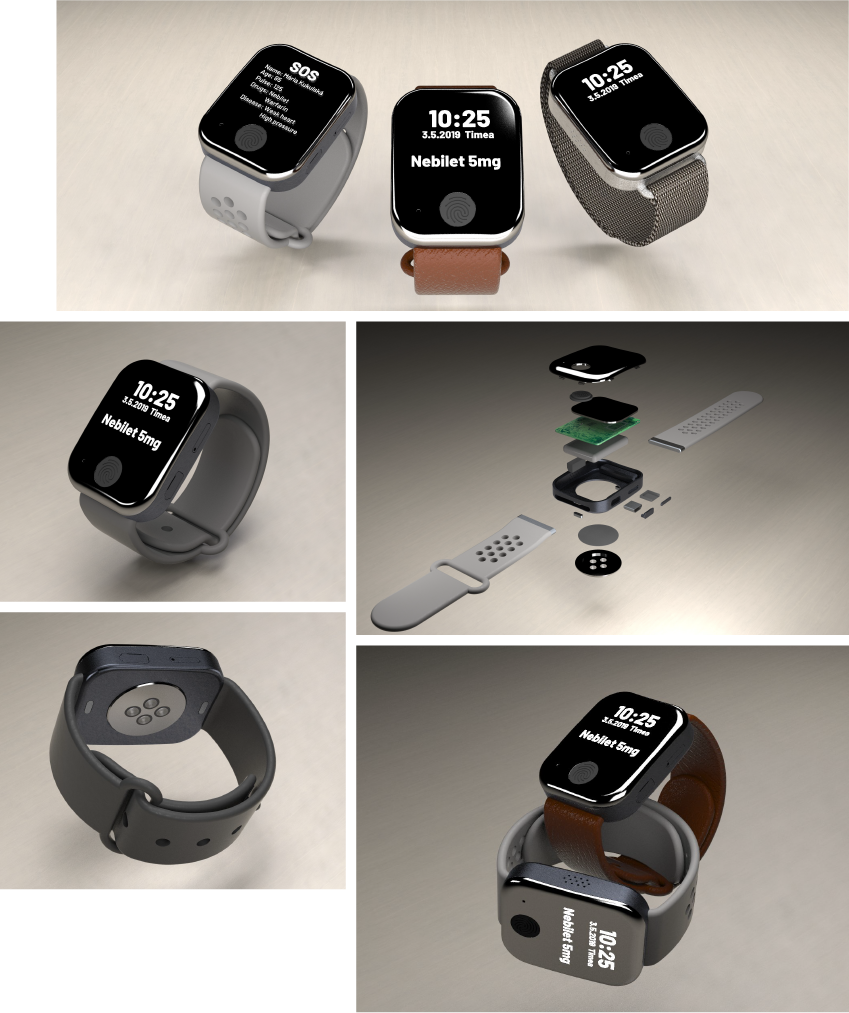 SOS
Name: Mária Kukulská
Age: 85
Pulse: 125
Drugs: Nebilet
Warfarin
Disease: Weak heart
High pressure
10:25
3.5.2019 Timea
Nebilet 5mg
10:25
3.5.2019 Timea
10:25
3.5.2019 Timea
Nebilet 5mg
10:25
3.5.2019 Timea
Nebilet 5mg
10:25
3.5.2019 Timea
Nebilet 5mg